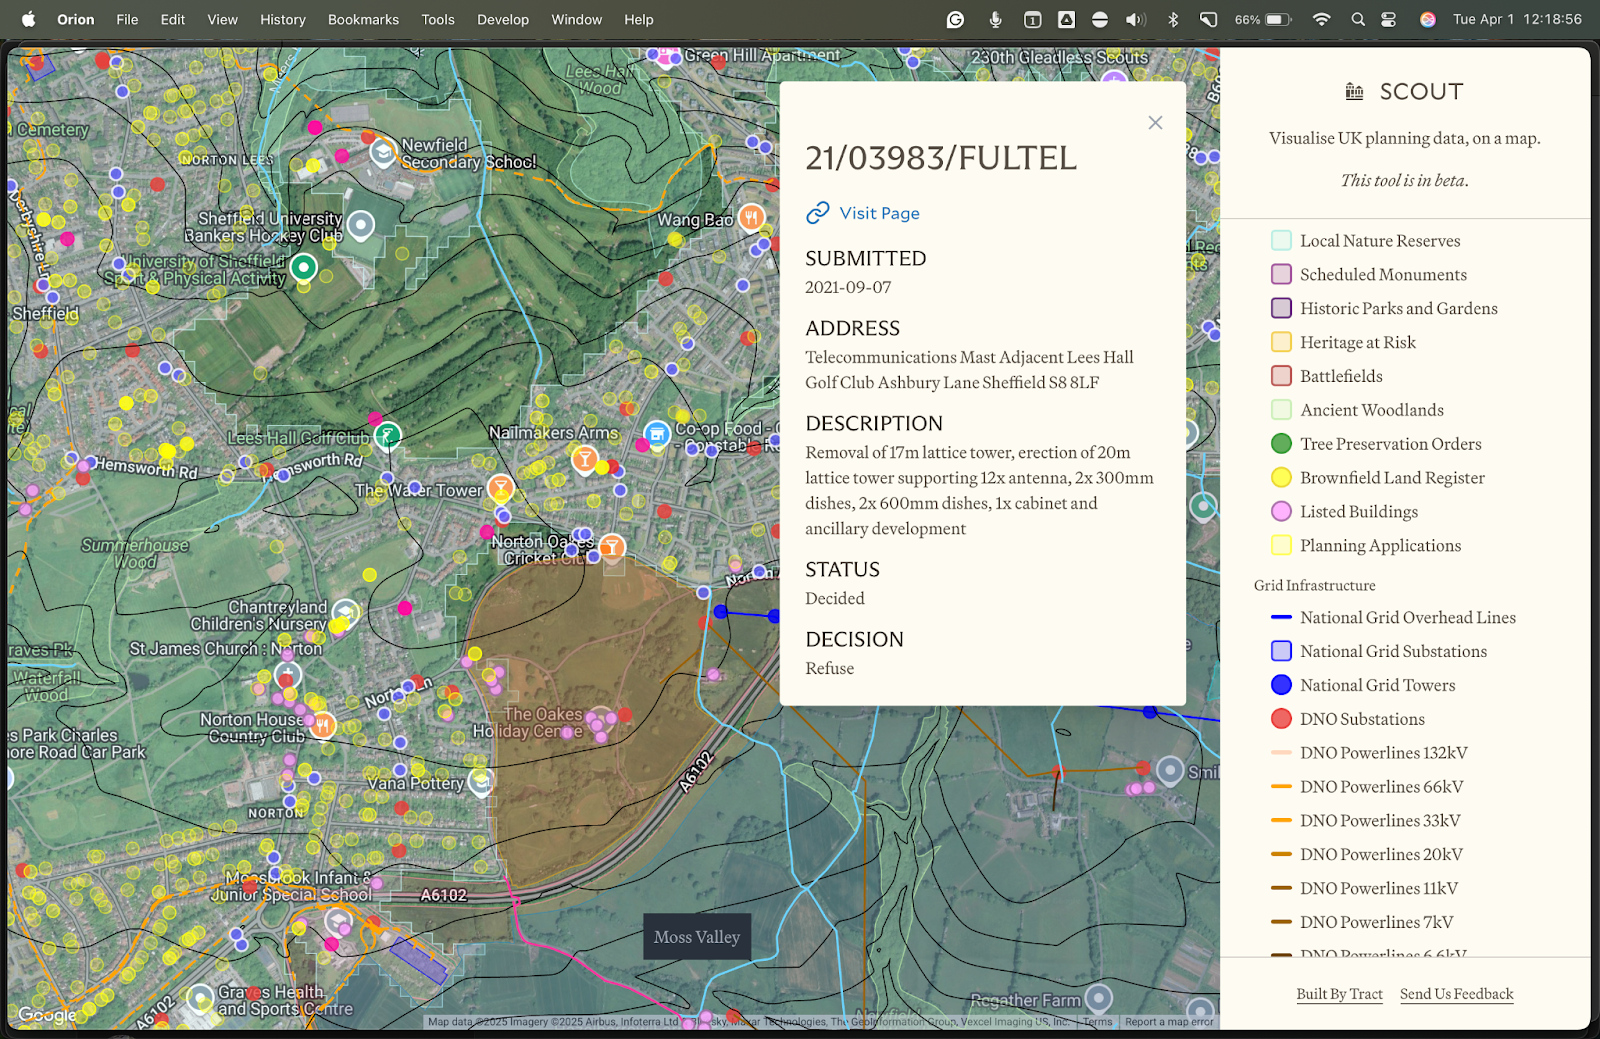 Orion File Edit View History Bookmarks Tools Develop Window Help
1
66%
Tue Apr 1 12:18:56
Green Hill Apartment
230th Gleadless Scouts
Lees Hall
Wood
Cemetery
NORTON LEES
Newfield
Secondary School
Derbyshire Ln
Sheffield University
Bankers Hockey Club
Wang Bao
University of Sheffield
Sport & Physical Activity
Sheffield
Lees Hall Golf Club
Nailmakers Arms
Co-op Food -
- Constable R
Hemsworth Rd
Hemsworth Rd
The Water Tower
Summerhouse
Wood
Norton Oakes
Cricket Club
Norton
Chantreyland
Children's Nursery
raves Pk
St James Church : Norton
Waterfall
Wood
Norton Ln
The Oakes
Holiday Centre
Norton House
Country Club
es Park Charles
ore Road Car Park
A6102
Smi
Vana Pottery
NORTON
Mossbrook Infant &
Junior Special School
A6102
Moss Valley
Graves Health
and Sports Centre
A6102
Regather Farm
Google
Map data ©2025 Imagery ©2025 Airbus, Infoterra Ltd sky, Maxar Technologies, The GeoInformation Group, Vexcel Imaging US, Inc. Terms Report a map error
21/03983/FULTEL
Visit Page
SUBMITTED
2021-09-07
ADDRESS
Telecommunications Mast Adjacent Lees Hall
Golf Club Ashbury Lane Sheffield S8 8LF
DESCRIPTION
Removal of 17m lattice tower, erection of 20m
lattice tower supporting 12x antenna, 2x 300mm
dishes, 2x 600mm dishes, 1x cabinet and
ancillary development
STATUS
Decided
DECISION
Refuse
SCOUT
Visualise UK planning data, on a map.
This tool is in beta.
Local Nature Reserves
Scheduled Monuments
Historic Parks and Gardens
Heritage at Risk
Battlefields
Ancient Woodlands
Tree Preservation Orders
Brownfield Land Register
Listed Buildings
Planning Applications
Grid Infrastructure
National Grid Overhead Lines
National Grid Substations
National Grid Towers
DNO Substations
DNO Powerlines 132kV
DNO Powerlines 66kV
DNO Powerlines 33kV
DNO Powerlines 20kV
DNO Powerlines 11kV
DNO Powerlines 7kV
DNO Powerlines 6.6kV
Built By Tract Send Us Feedback